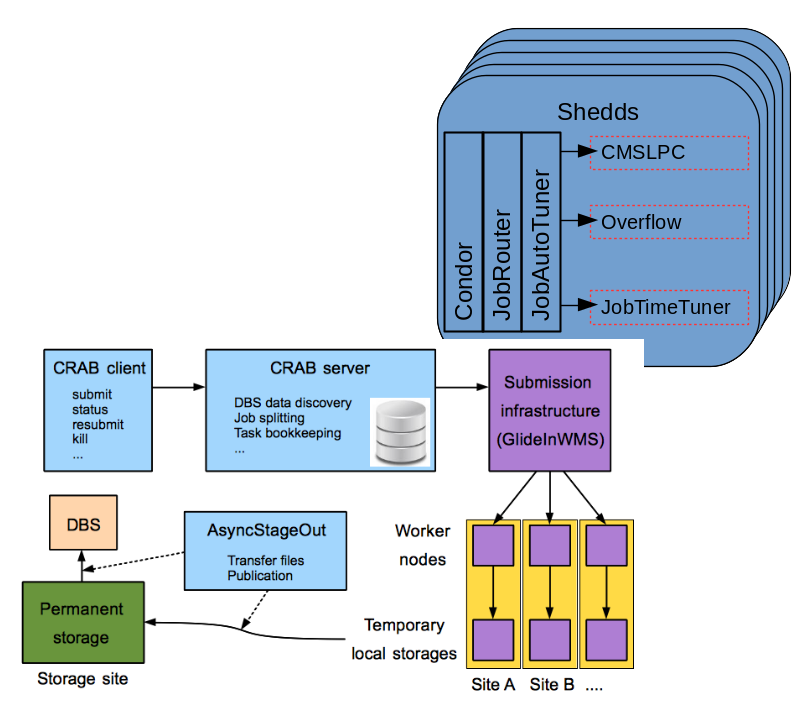 Shedds
Condor
JobRouter
JobAutoTuner
CMSLPC
Overflow
JobTimeTuner
CRAB client
submit
status
resubmit
kill
...
CRAB server
DBS data discovery
Job splitting
Task bookkeeping
...
Submission
infrastructure
(GlideInWMS)
DBS
AsyncStageOut
Transfer files
Publication
Worker
nodes
Permanent
storage
Storage site
Temporary
local storages
Site A
Site B
....